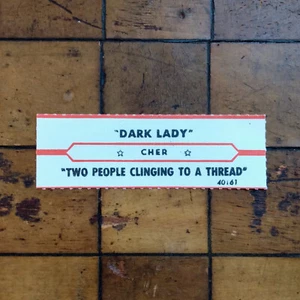 "DARK LADY"
☆ CHER ☆
"TWO PEOPLE CLINGING TO A THREAD"
40161